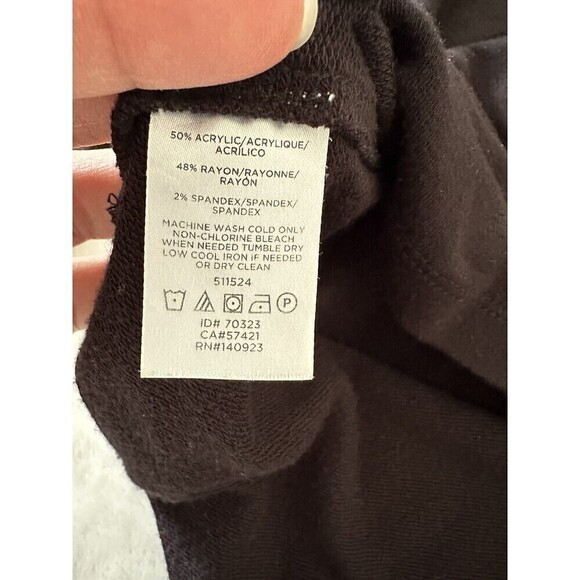 50% ACRYLIC/ACRYLIQUE/
ACRÍLICO
48% RAYON/RAYONNE/
RAYÓN
2% SPANDEX/SPANDEX/
SPANDEX
MACHINE WASH COLD ONLY
NON-CHLORINE BLEACH
WHEN NEEDED TUMBLE DRY
LOW COOL IRON IF NEEDED
OR DRY CLEAN
511524
P
ID# 70323
CA#57421
RN#140923